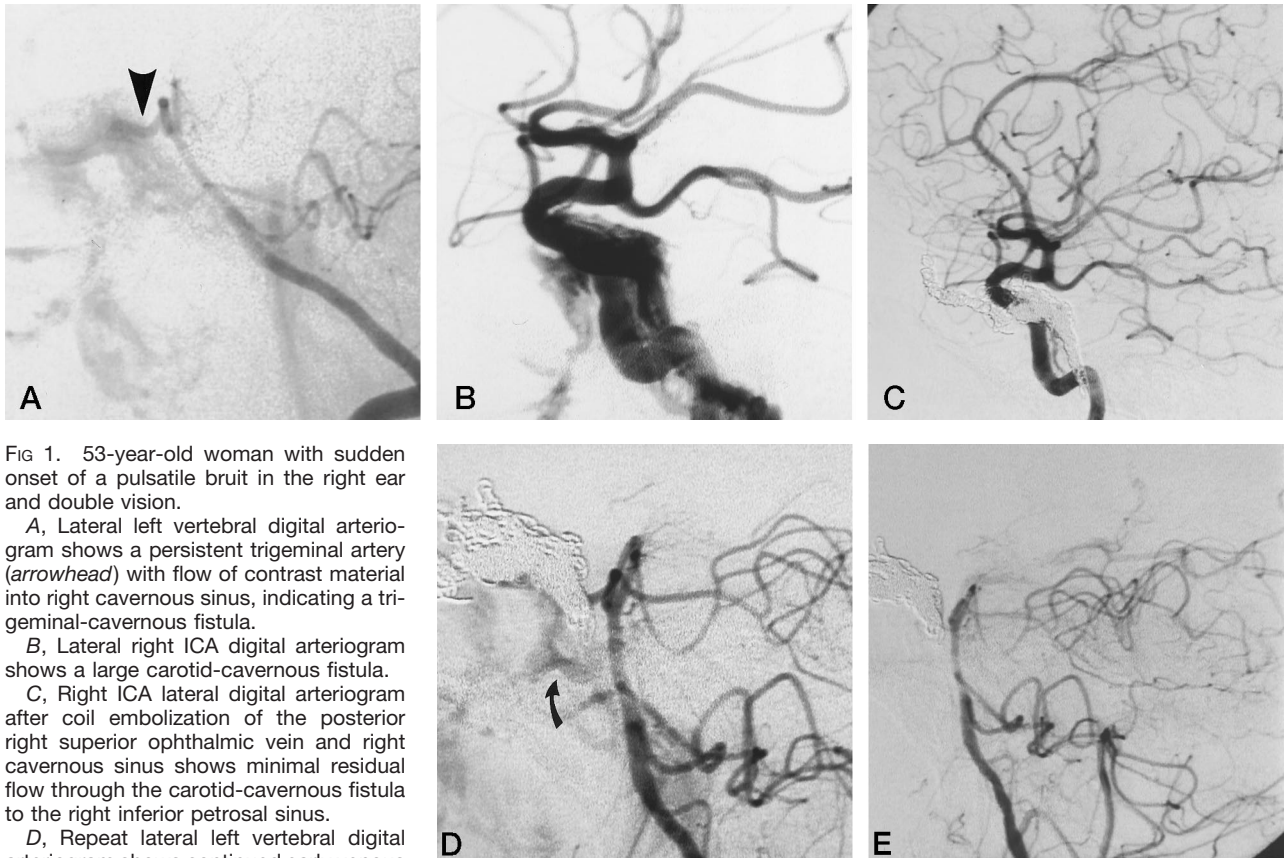 A
B
C
FIG 1. 53-year-old woman with sudden
onset of a pulsatile bruit in the right ear
and double vision.
A, Lateral left vertebral digital arterio-
gram shows a persistent trigeminal artery
(arrowhead) with flow of contrast material
into right cavernous sinus, indicating a tri-
geminal-cavernous fistula.
B, Lateral right ICA digital arteriogram
shows a large carotid-cavernous fistula.
C, Right ICA lateral digital arteriogram
after coil embolization of the posterior
right superior ophthalmic vein and right
cavernous sinus shows minimal residual
flow through the carotid-cavernous fistula
to the right inferior petrosal sinus.
D, Repeat lateral left vertebral digital
D
E